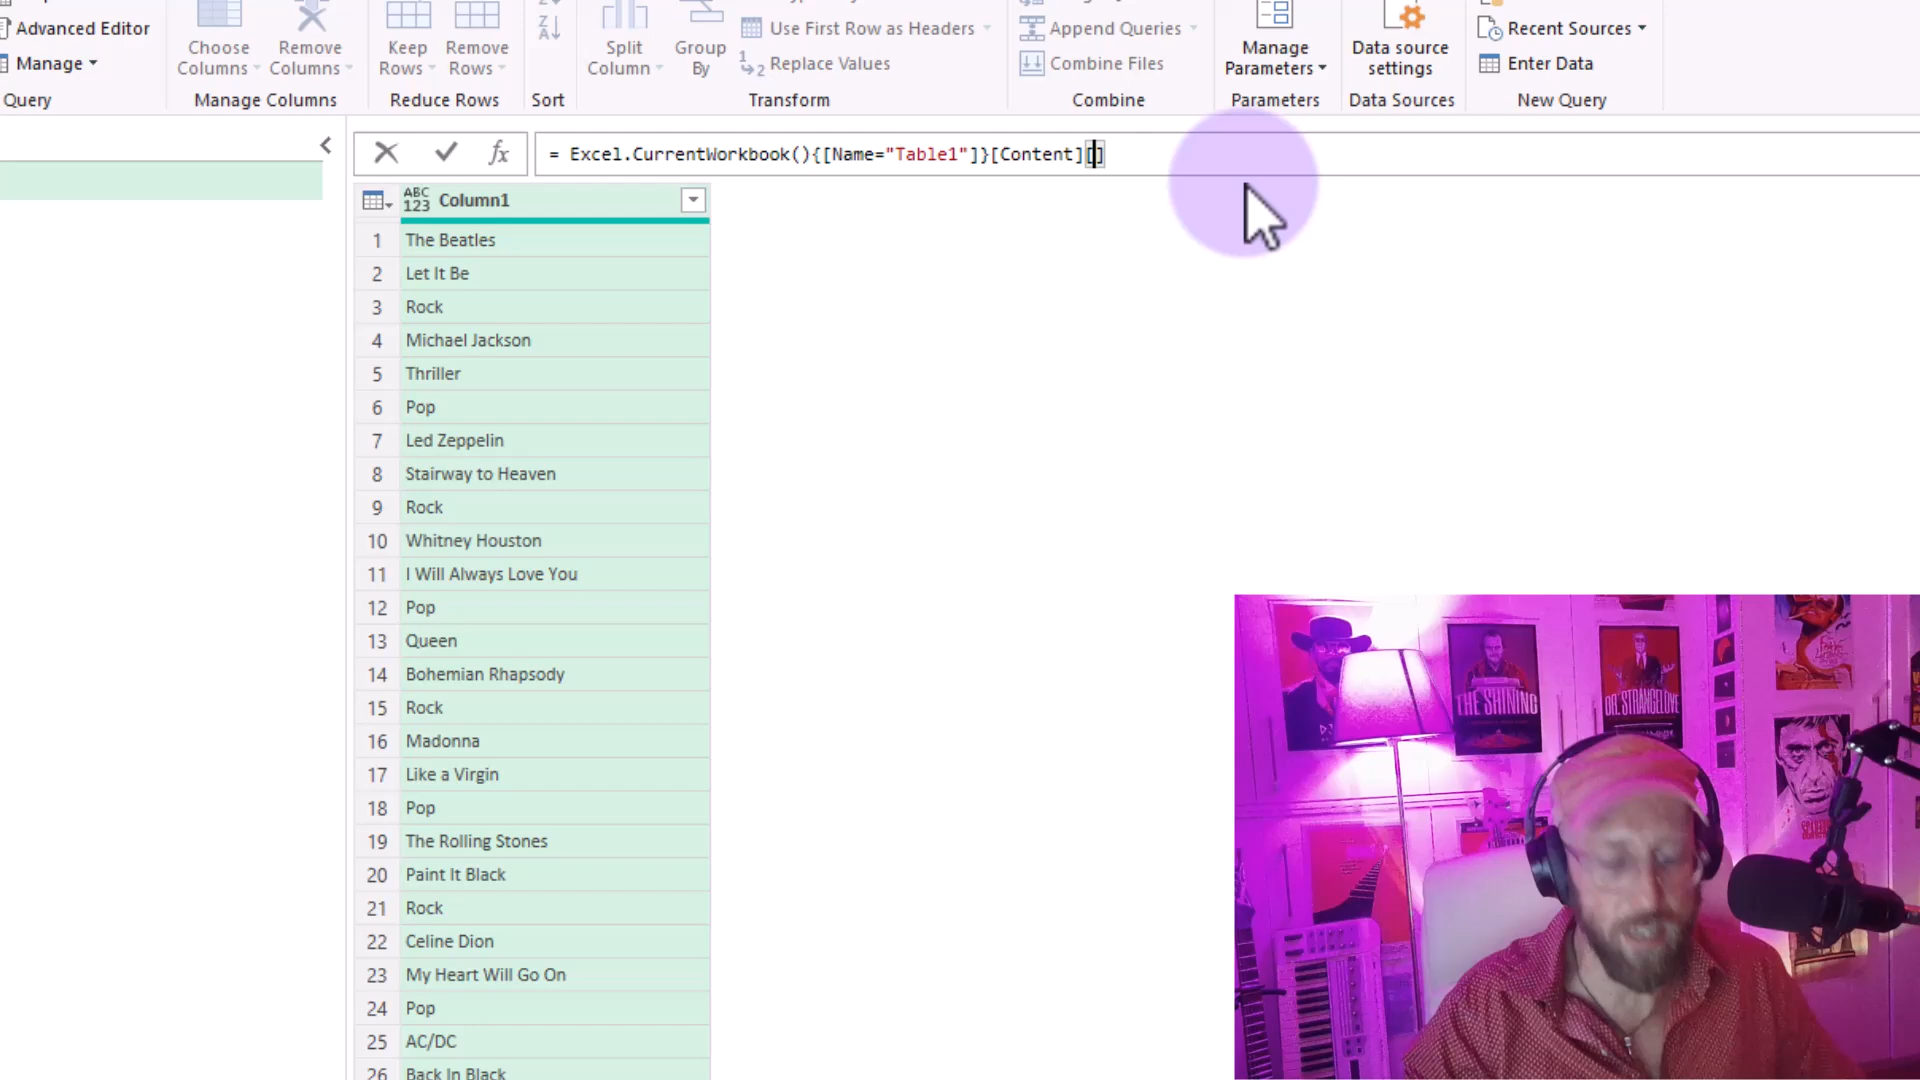 Advanced Editor
Manage
Query
Choose Columns
Remove Columns
Manage Columns
Keep Rows
Remove Rows
Reduce Rows
Sort
Split Column
Group By
Use First Row as Headers
Replace Values
Transform
Append Queries
Combine Files
Combine
Manage Parameters
Parameters
Data source settings
Data Sources
Recent Sources
Enter Data
New Query
fx
= Excel.CurrentWorkbook(){[Name="Table1"]}[Content][]
ABC 123 Column1
1 The Beatles
2 Let It Be
3 Rock
4 Michael Jackson
5 Thriller
6 Pop
7 Led Zeppelin
8 Stairway to Heaven
9 Rock
10 Whitney Houston
11 I Will Always Love You
12 Pop
13 Queen
14 Bohemian Rhapsody
15 Rock
16 Madonna
17 Like a Virgin
18 Pop
19 The Rolling Stones
20 Paint It Black
21 Rock
22 Celine Dion
23 My Heart Will Go On
24 Pop
25 AC/DC
26 Back In Black
THE SHINING
DR. STRANGELOVE